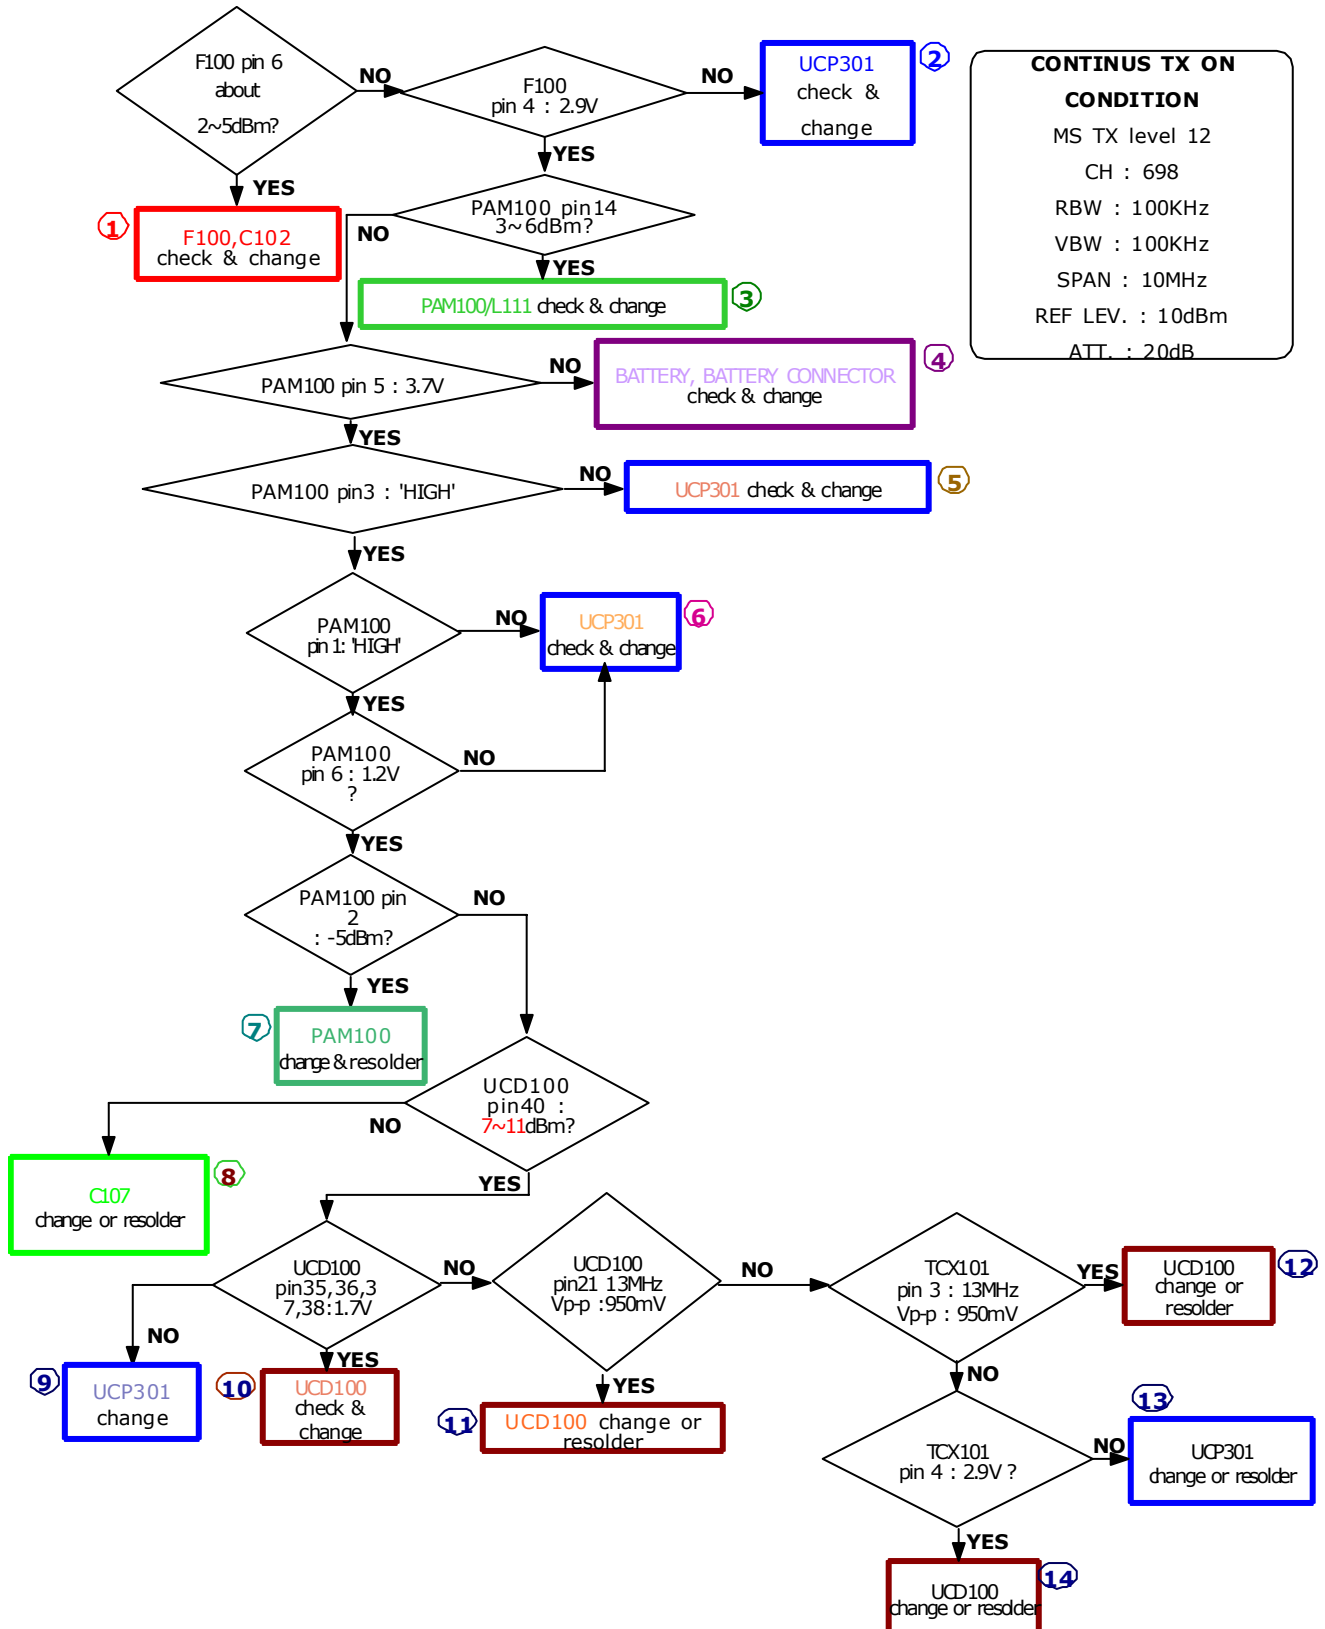 F100 pin 6
about
2~5dBm?
NO
F100
pin 4 : 2.9V
NO
UCP301
check &
change
2
CONTINUS TX ON
CONDITION
MS TX level 12
CH : 698
RBW : 100KHz
VBW : 100KHz
SPAN : 10MHz
REF LEV. : 10dBm
ATT. : 20dB
YES
YES
1
F100,C102
check & change
PAM100 pin14
3~6dBm?
NO
YES
PAM100/L111 check & change
3
PAM100 pin 5 : 3.7V
NO
BATTERY, BATTERY CONNECTOR
check & change
4
YES
PAM100 pin3 : 'HIGH'
NO
UCP301 check & change
5
YES
PAM100
pin 1: 'HIGH'
NO
UCP301
check & change
6
YES
PAM100
pin 6 : 1.2V
?
NO
YES
PAM100 pin
2
: -5dBm?
NO
YES
7
PAM100
change & resolder
UCD100
pin40 :
7~11dBm?
NO
YES
C107
change or resolder
8
UCD100
pin35,36,3
7,38:1.7V
NO
NO
YES
UCD100
pin21 13MHz
Vp-p :950mV
NO
YES
TCX101
pin 3 : 13MHz
Vp-p : 950mV
YES
UCD100
change or
resolder
12
NO
9
UCP301
change
10
UCD100
check &
change
11
UCD100 change or
resolder
TCX101
pin 4 : 2.9V ?
NO
13
UCP301
change or resolder
YES
UCD100
change or resolder
14